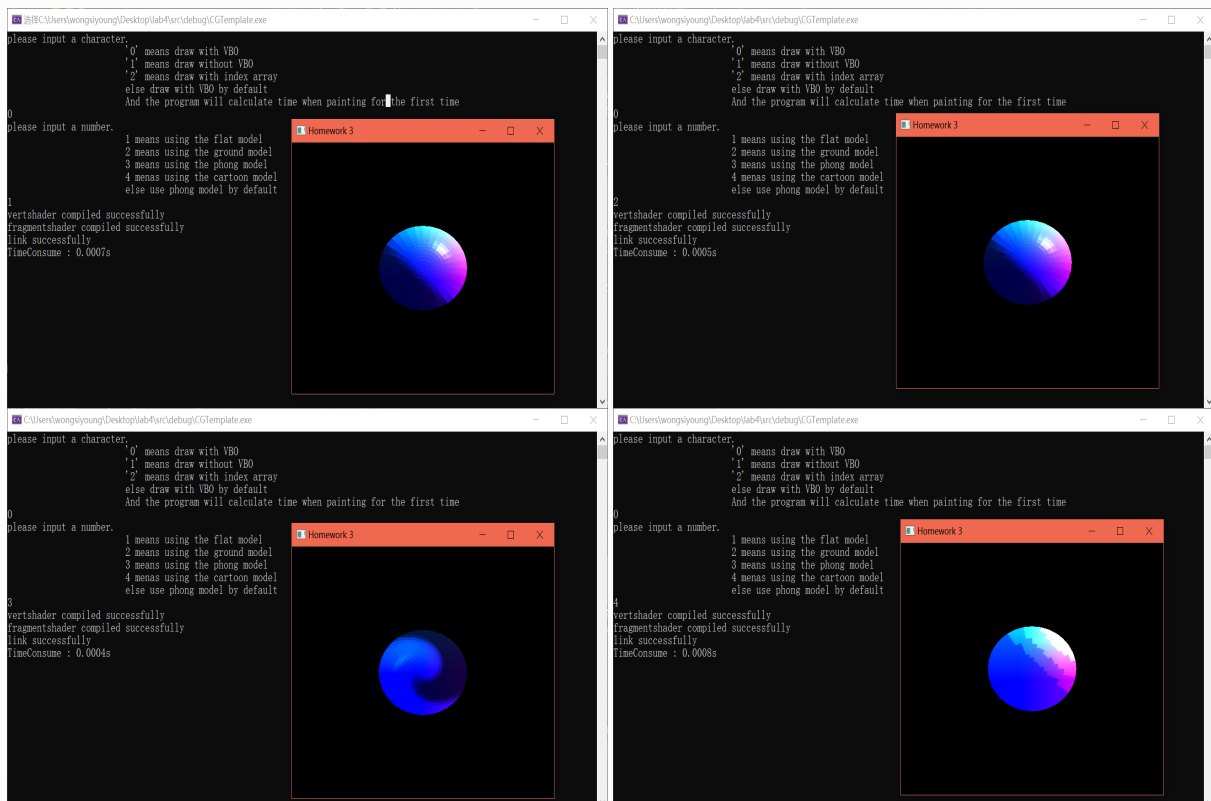 选择C:\Users\wongsiyoung\Desktop\lab4\src\debug\CGTemplate.exe
please input a character.
'0' means draw with VBO
'1' means draw without VBO
'2' means draw with index array
else draw with VBO by default
And the program will calculate time when painting for the first time
0
please input a number.
1 means using the flat model
2 means using the ground model
3 means using the phong model
4 menas using the cartoon model
else use phong model by default
1
vertshader compiled successfully
fragmentshader compiled successfully
link successfully
TimeConsume : 0.0007s
Homework 3
C:\Users\wongsiyoung\Desktop\lab4\src\debug\CGTemplate.exe
please input a character.
'0' means draw with VBO
'1' means draw without VBO
'2' means draw with index array
else draw with VBO by default
And the program will calculate time when painting for the first time
0
please input a number.
1 means using the flat model
2 means using the ground model
3 means using the phong model
4 menas using the cartoon model
else use phong model by default
2
vertshader compiled successfully
fragmentshader compiled successfully
link successfully
TimeConsume : 0.0005s
Homework 3
C:\Users\wongsiyoung\Desktop\lab4\src\debug\CGTemplate.exe
please input a character.
'0' means draw with VBO
'1' means draw without VBO
'2' means draw with index array
else draw with VBO by default
And the program will calculate time when painting for the first time
0
please input a number.
1 means using the flat model
2 means using the ground model
3 means using the phong model
4 menas using the cartoon model
else use phong model by default
3
vertshader compiled successfully
fragmentshader compiled successfully
link successfully
TimeConsume : 0.0004s
Homework 3
C:\Users\wongsiyoung\Desktop\lab4\src\debug\CGTemplate.exe
please input a character.
'0' means draw with VBO
'1' means draw without VBO
'2' means draw with index array
else draw with VBO by default
And the program will calculate time when painting for the first time
0
please input a number.
1 means using the flat model
2 means using the ground model
3 means using the phong model
4 menas using the cartoon model
else use phong model by default
4
vertshader compiled successfully
fragmentshader compiled successfully
link successfully
TimeConsume : 0.0008s
Homework 3